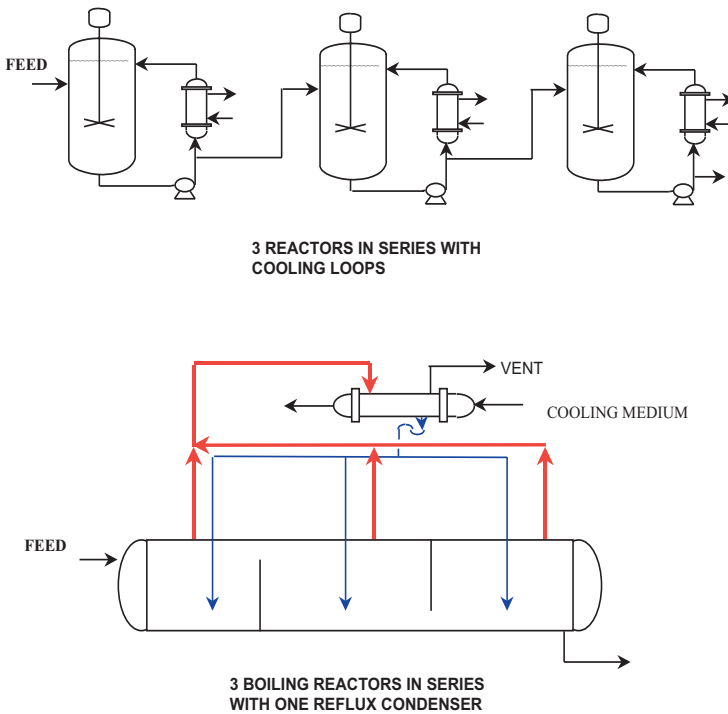 FEED
3 REACTORS IN SERIES WITH
COOLING LOOPS
VENT
COOLING MEDIUM
FEED
3 BOILING REACTORS IN SERIES
WITH ONE REFLUX CONDENSER